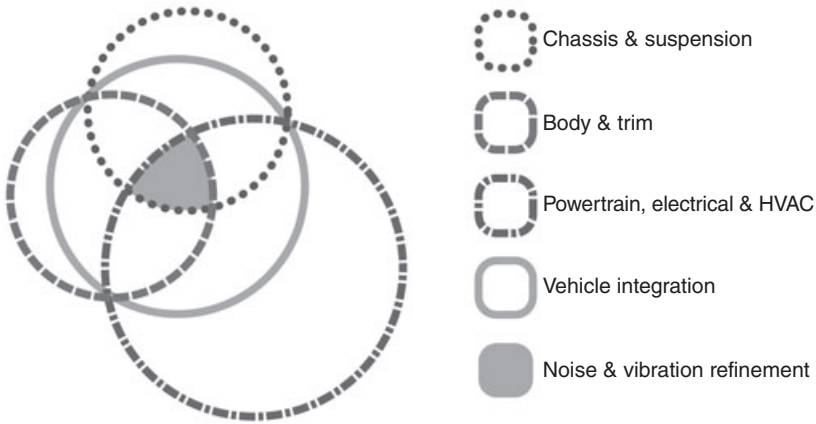 Chassis & suspension
Body & trim
Powertrain, electrical & HVAC
Vehicle integration
Noise & vibration refinement